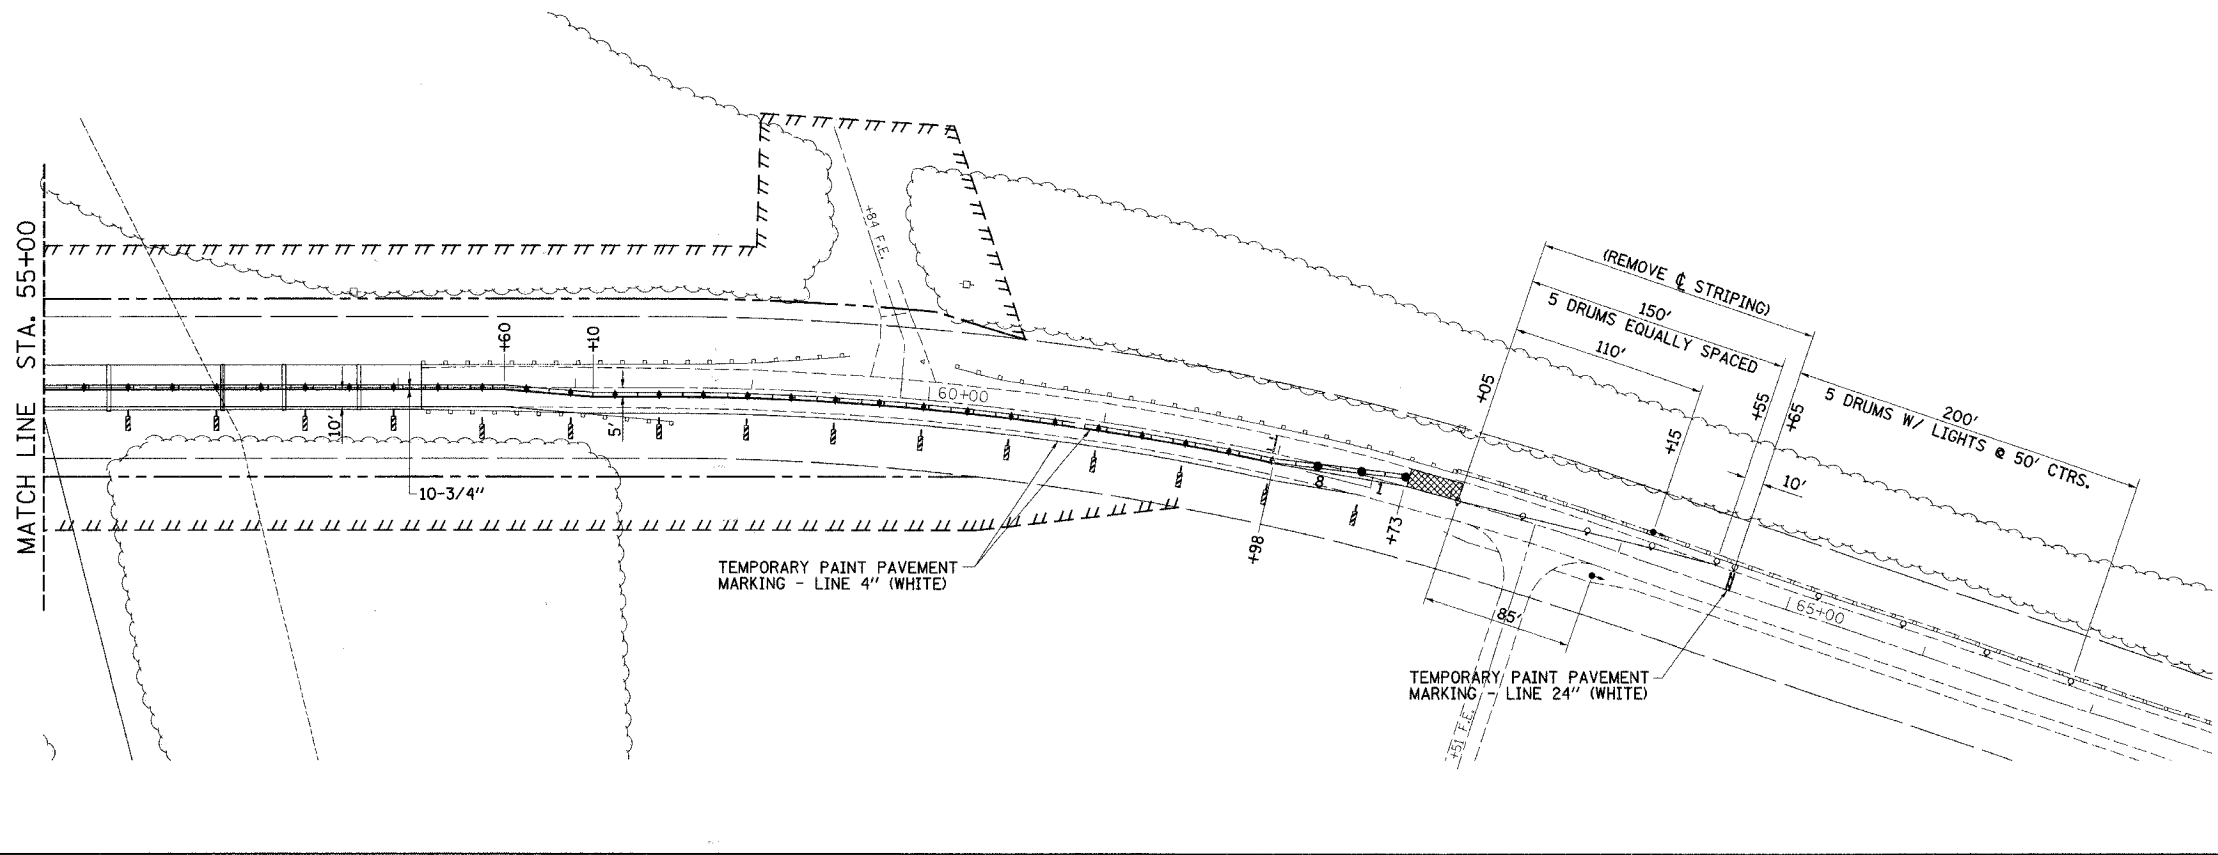 MATCH LINE STA. 55+00
+84 F.E.
+60
+10
10'
5'
10-3/4"
60+00
TEMPORARY PAINT PAVEMENT
MARKING - LINE 4" (WHITE)
8
1
+98
+73
(REMOVE ℄ STRIPING)
150'
5 DRUMS EQUALLY SPACED
110'
+05
+15
+55
+65
200'
5 DRUMS W/ LIGHTS @ 50' CTRS.
10'
85'
65+00
TEMPORARY PAINT PAVEMENT
MARKING - LINE 24" (WHITE)
+51 F.E.